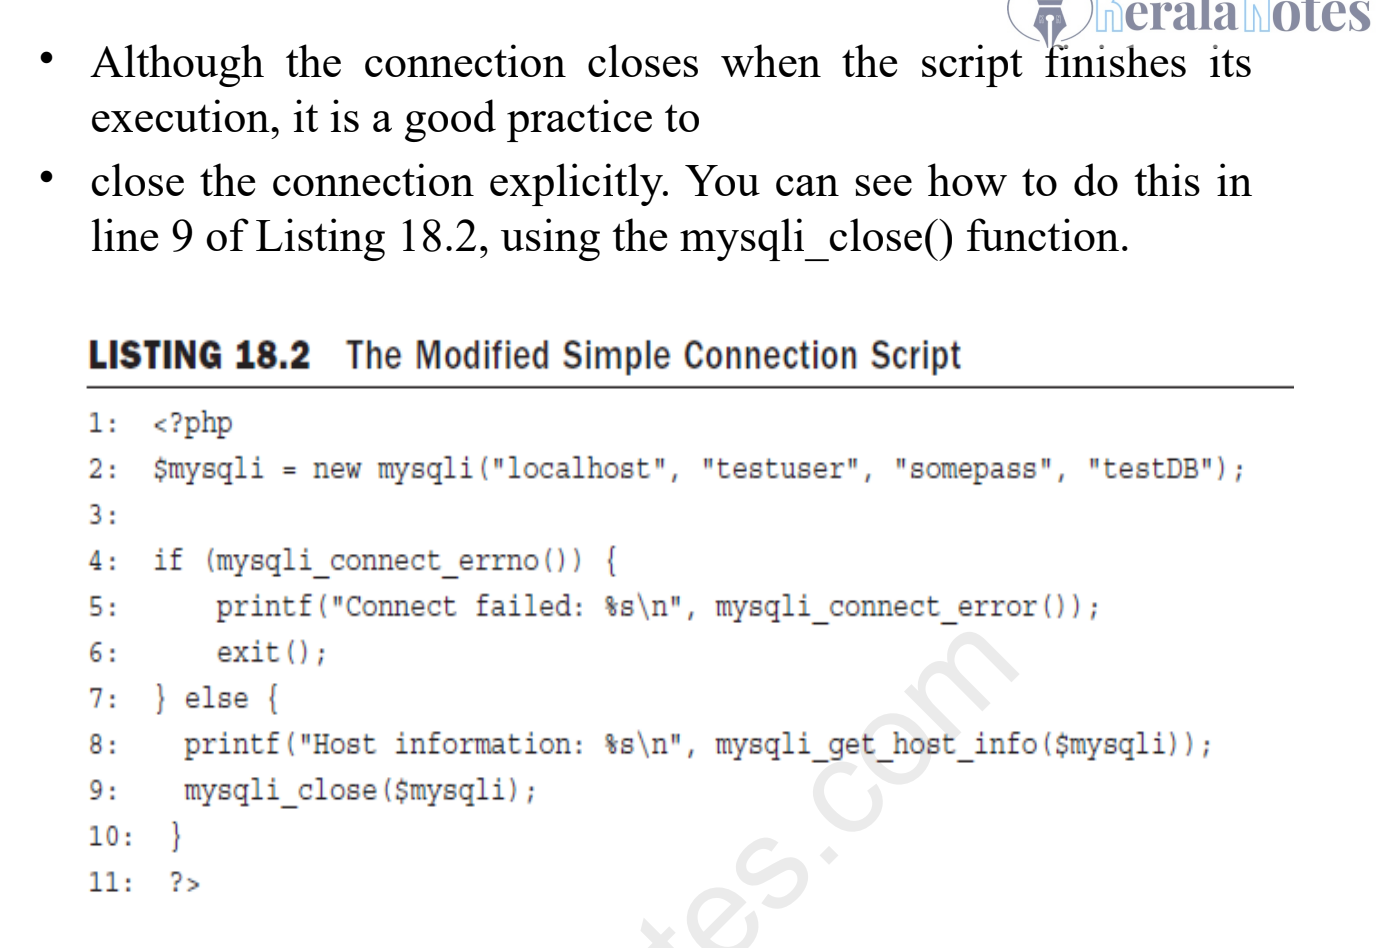 Kerala Notes
• Although the connection closes when the script finishes its
execution, it is a good practice to
• close the connection explicitly. You can see how to do this in
line 9 of Listing 18.2, using the mysqli_close() function.
LISTING 18.2 The Modified Simple Connection Script
1: <?php
2: $mysqli = new mysqli("localhost", "testuser", "somepass", "testDB");
3:
4: if (mysqli_connect_errno()) {
5: printf("Connect failed: %s\n", mysqli_connect_error());
6: exit();
7: } else {
8: printf("Host information: %s\n", mysqli_get_host_info($mysqli));
9: mysqli_close($mysqli);
10: }
11: ?>
tes.com